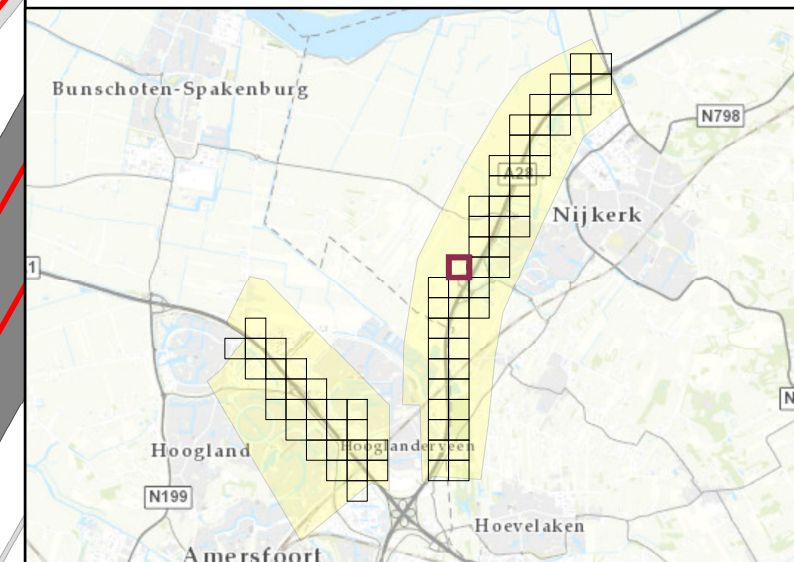 Bunschoten-Spakenburg
N798
A28
Nijkerk
1
N
Hooglanderveen
Hoogland
N199
Hoevelaken
Amersfoort